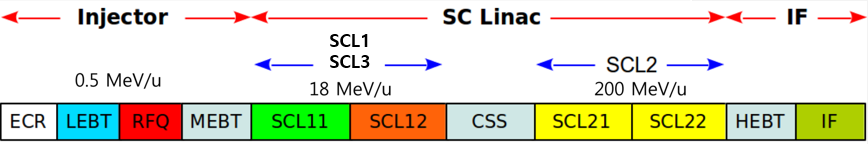 Injector SC Linac IF
SCL1
SCL3 SCL2
0.5 MeV/u 18 MeV/u 200 MeV/u
ECR LEBT RFQ MEBT SCL11 SCL12 CSS SCL21 SCL22 HEBT IF